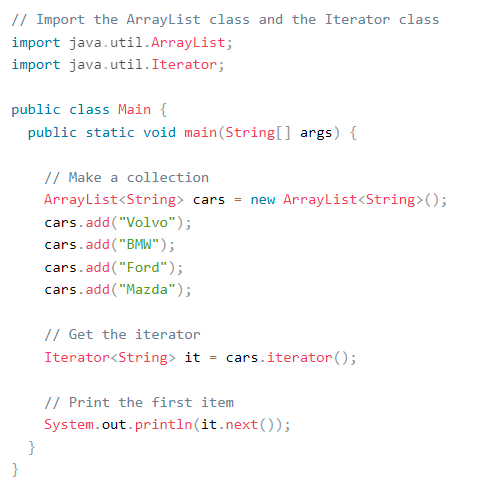 // Import the ArrayList class and the Iterator class
import java.util.ArrayList;
import java.util.Iterator;
public class Main {
public static void main(String[] args) {
// Make a collection
ArrayList<String> cars = new ArrayList<String>();
cars.add("Volvo");
cars.add("BMW");
cars.add("Ford");
cars.add("Mazda");
// Get the iterator
Iterator<String> it = cars.iterator();
// Print the first item
System.out.println(it.next());
}
}